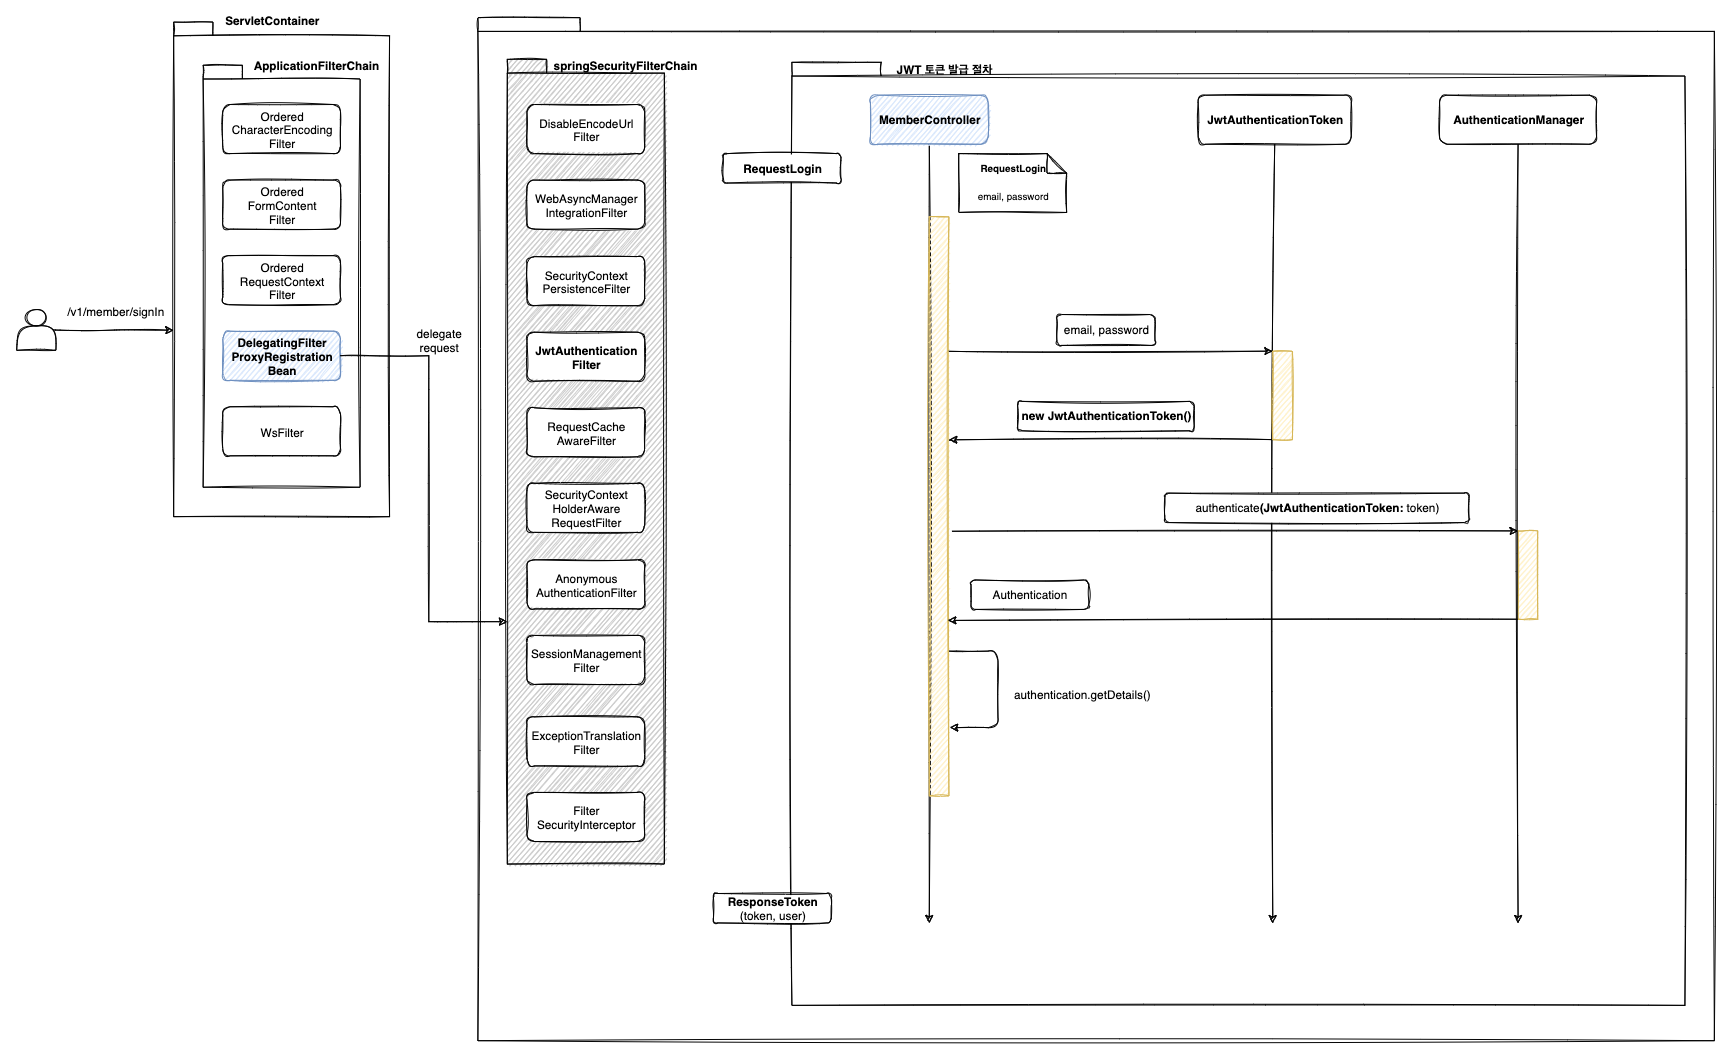 ServletContainer
ApplicationFilterChain
Ordered
CharacterEncoding
Filter
Ordered
FormContent
Filter
Ordered
RequestContext
Filter
/v1/member/signIn
DelegatingFilter
ProxyRegistration
Bean
WsFilter
delegate
request
springSecurityFilterChain
DisableEncodeUrl
Filter
WebAsyncManager
IntegrationFilter
SecurityContext
PersistenceFilter
JwtAuthentication
Filter
RequestCache
AwareFilter
SecurityContext
HolderAware
RequestFilter
Anonymous
AuthenticationFilter
SessionManagement
Filter
ExceptionTranslation
Filter
Filter
SecurityInterceptor
JWT 토큰 발급 절차
MemberController
JwtAuthenticationToken
AuthenticationManager
RequestLogin
RequestLogin
email, password
email, password
new JwtAuthenticationToken()
authenticate(JwtAuthenticationToken: token)
Authentication
authentication.getDetails()
ResponseToken
(token, user)